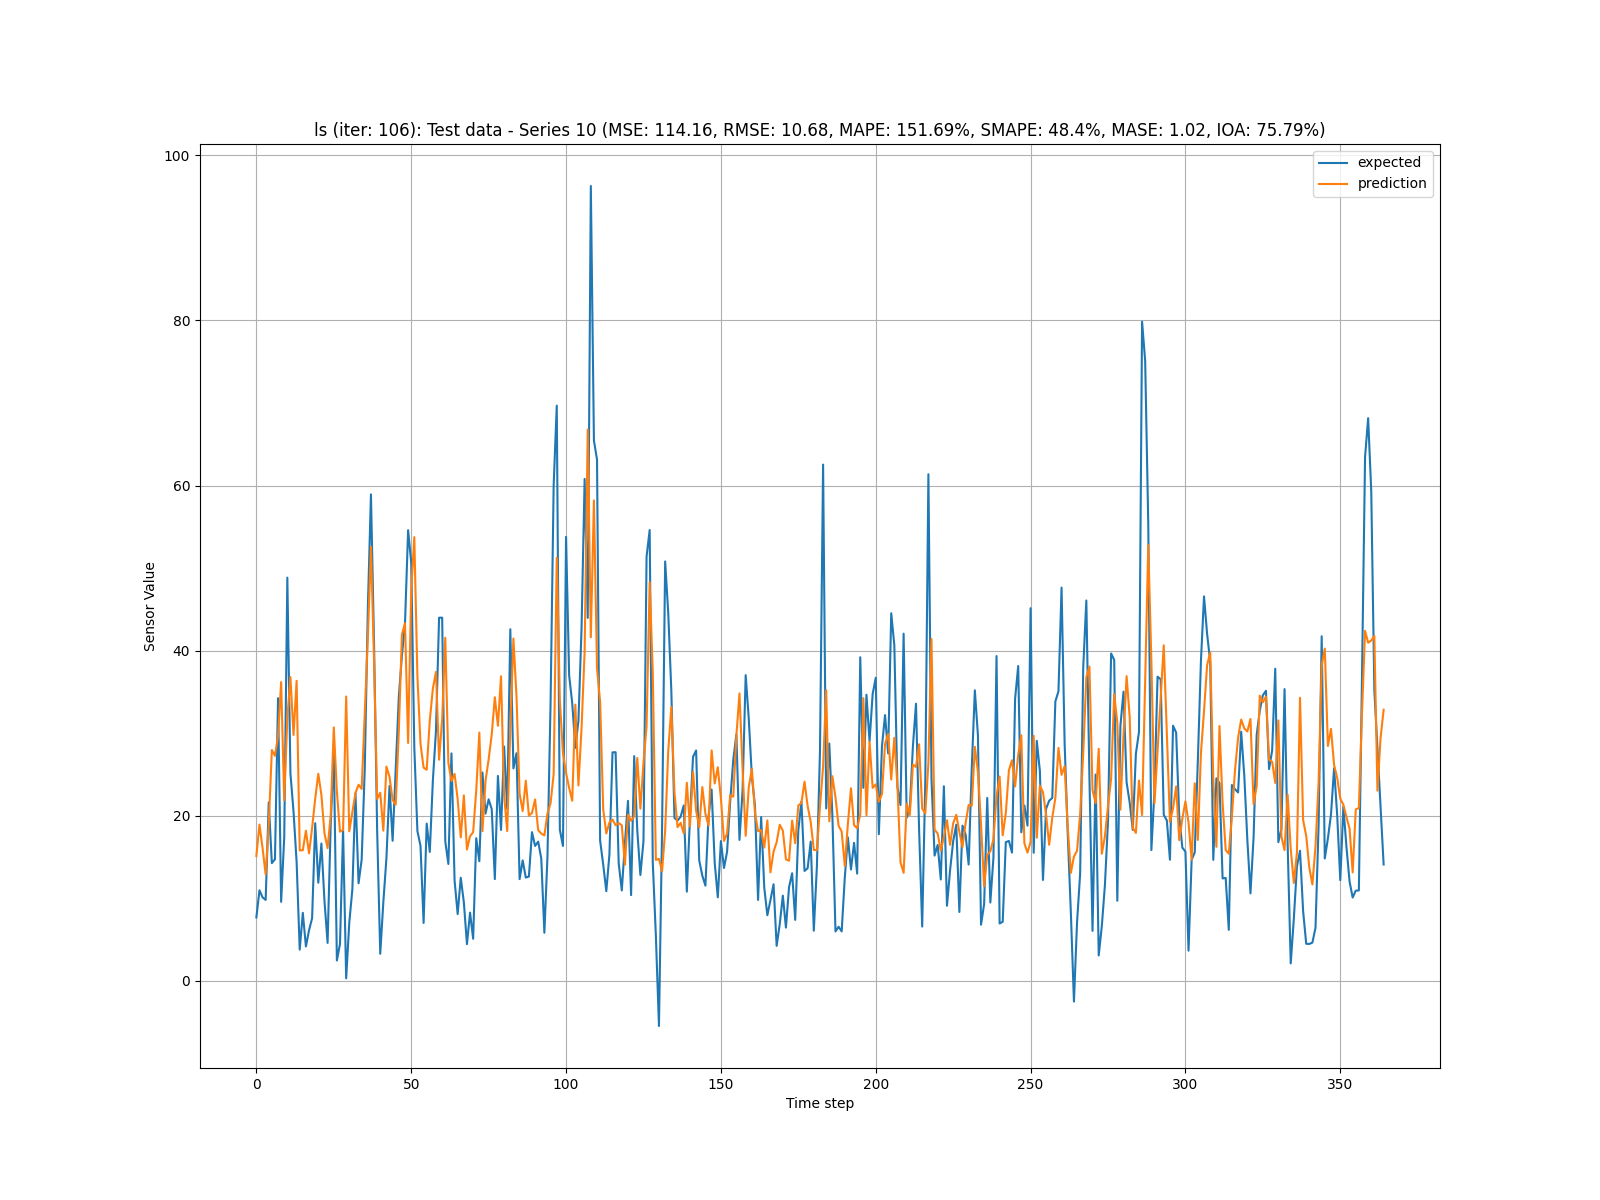 ls (iter: 106): Test data - Series 10 (MSE: 114.16, RMSE: 10.68, MAPE: 151.69%, SMAPE: 48.4%, MASE: 1.02, IOA: 75.79%)
expected
prediction
100
80
60
40
20
0
Sensor Value
0 50 100 150 200 250 300 350
Time step